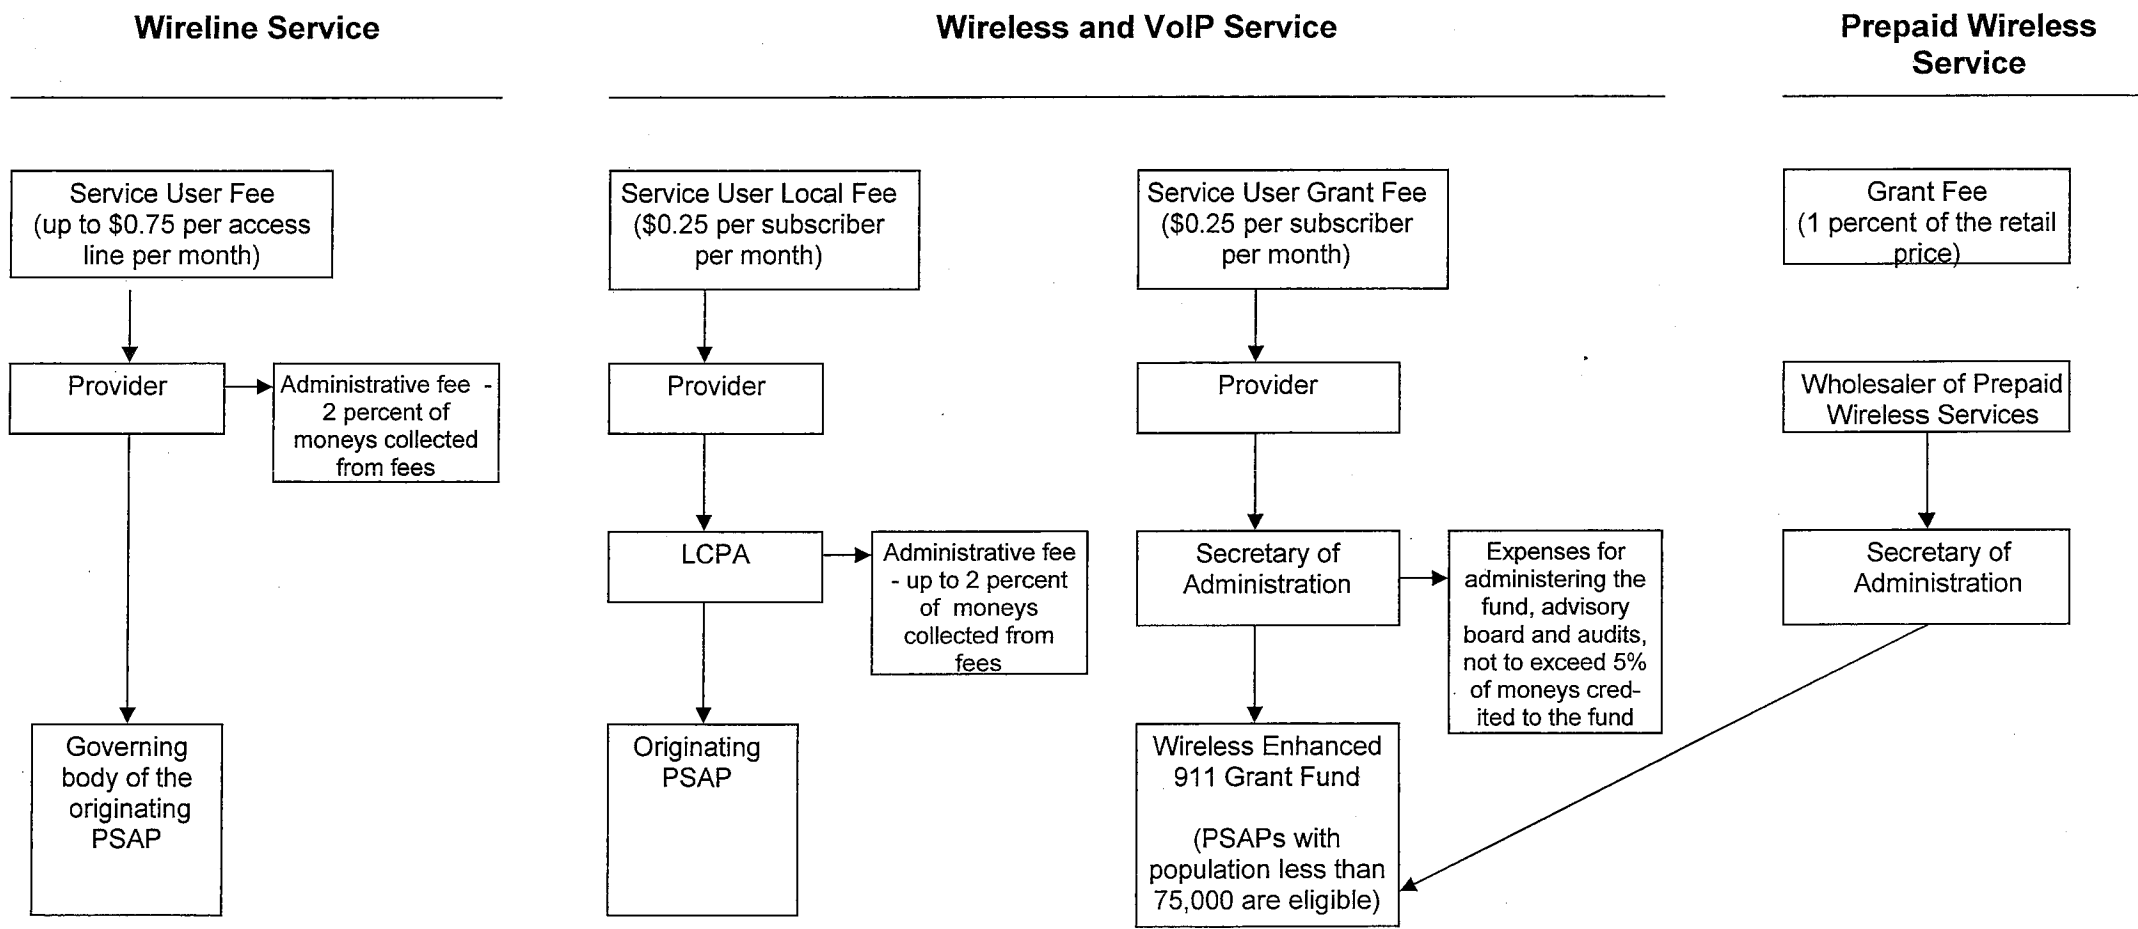 Wireline Service
Wireless and VoIP Service
Prepaid Wireless
Service
Service User Fee
(up to $0.75 per access
line per month)
Service User Local Fee
($0.25 per subscriber
per month)
Service User Grant Fee
($0.25 per subscriber
per month)
Grant Fee
(1 percent of the retail
price)
Provider
Administrative fee -
2 percent of
moneys collected
from fees
Provider
Provider
Wholesaler of Prepaid
Wireless Services
LCPA
Administrative fee
- up to 2 percent
of moneys
collected from
fees
Secretary of
Administration
Expenses for
administering the
fund, advisory
board and audits,
not to exceed 5%
of moneys cred-
ited to the fund
Secretary of
Administration
Governing
body of the
originating
PSAP
Originating
PSAP
Wireless Enhanced
911 Grant Fund
(PSAPs with
population less than
75,000 are eligible)